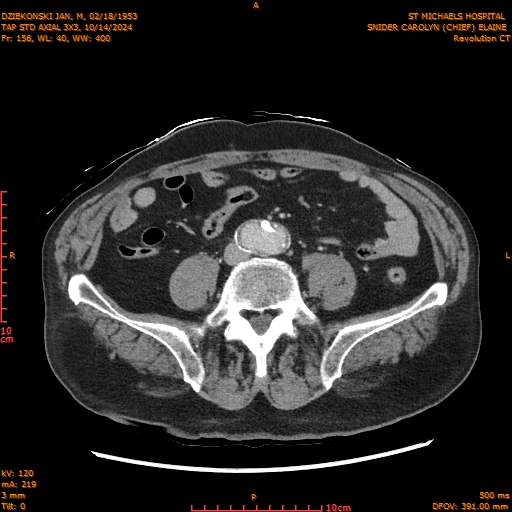 A
DZIEKONSKI JAN, M, 02/18/1953
TAP STD AXIAL 3X3, 10/14/2024
Fr: 156, WL: 40, WW: 400
ST MICHAELS HOSPITAL
SNIDER CAROLYN (CHIEF) ELAINE
Revolution CT
R
L
10
cm
kV: 120
mA: 219
3 mm
Tilt: 0
P
10cm
500 ms
DFOV: 391.00 mm